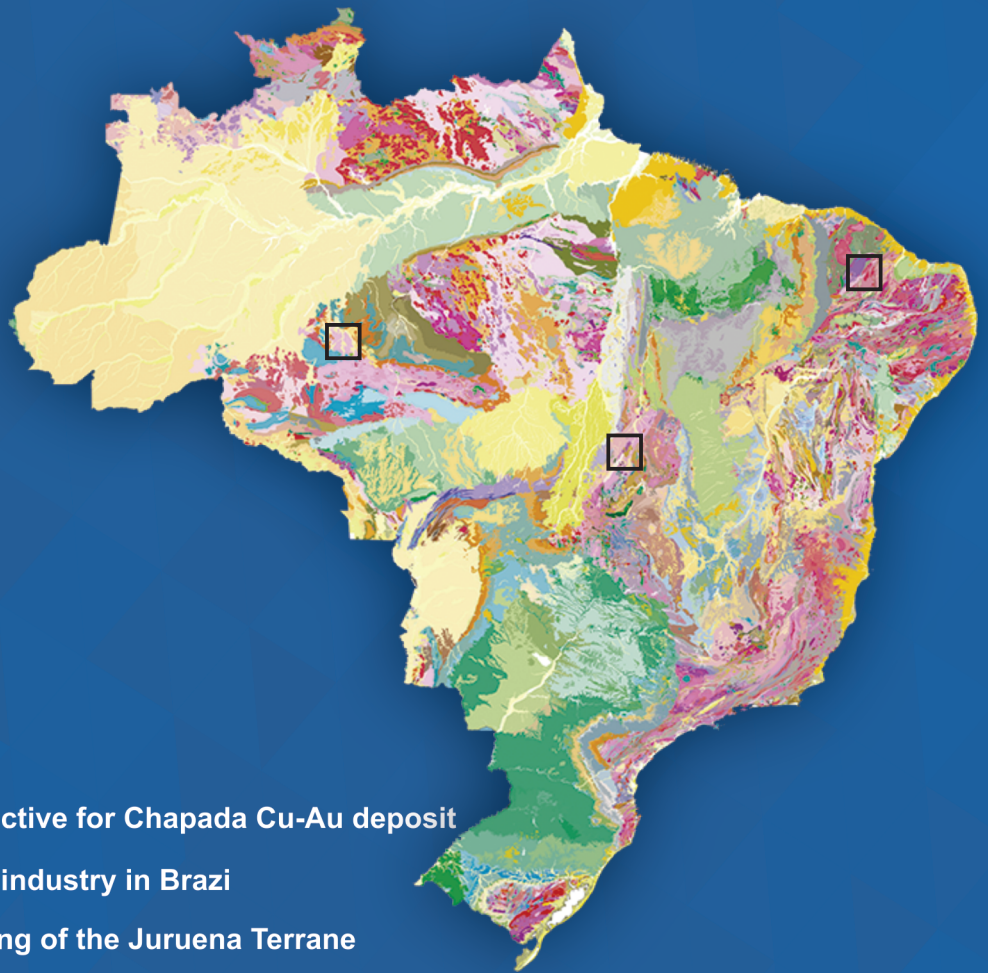 ctive for Chapada Cu-Au deposit
industry in Brazi
ng of the Juruena Terrane